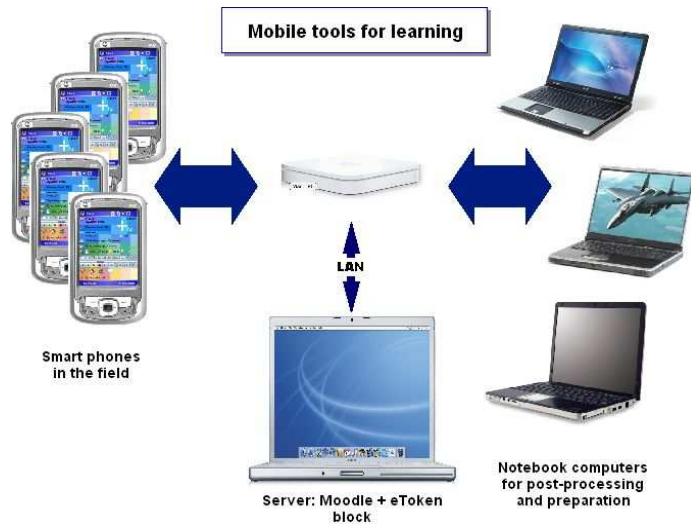 Mobile tools for learning
LAN
Smart phones
in the field
Server: Moodle + eToken
block
Notebook computers
for post-processing
and preparation